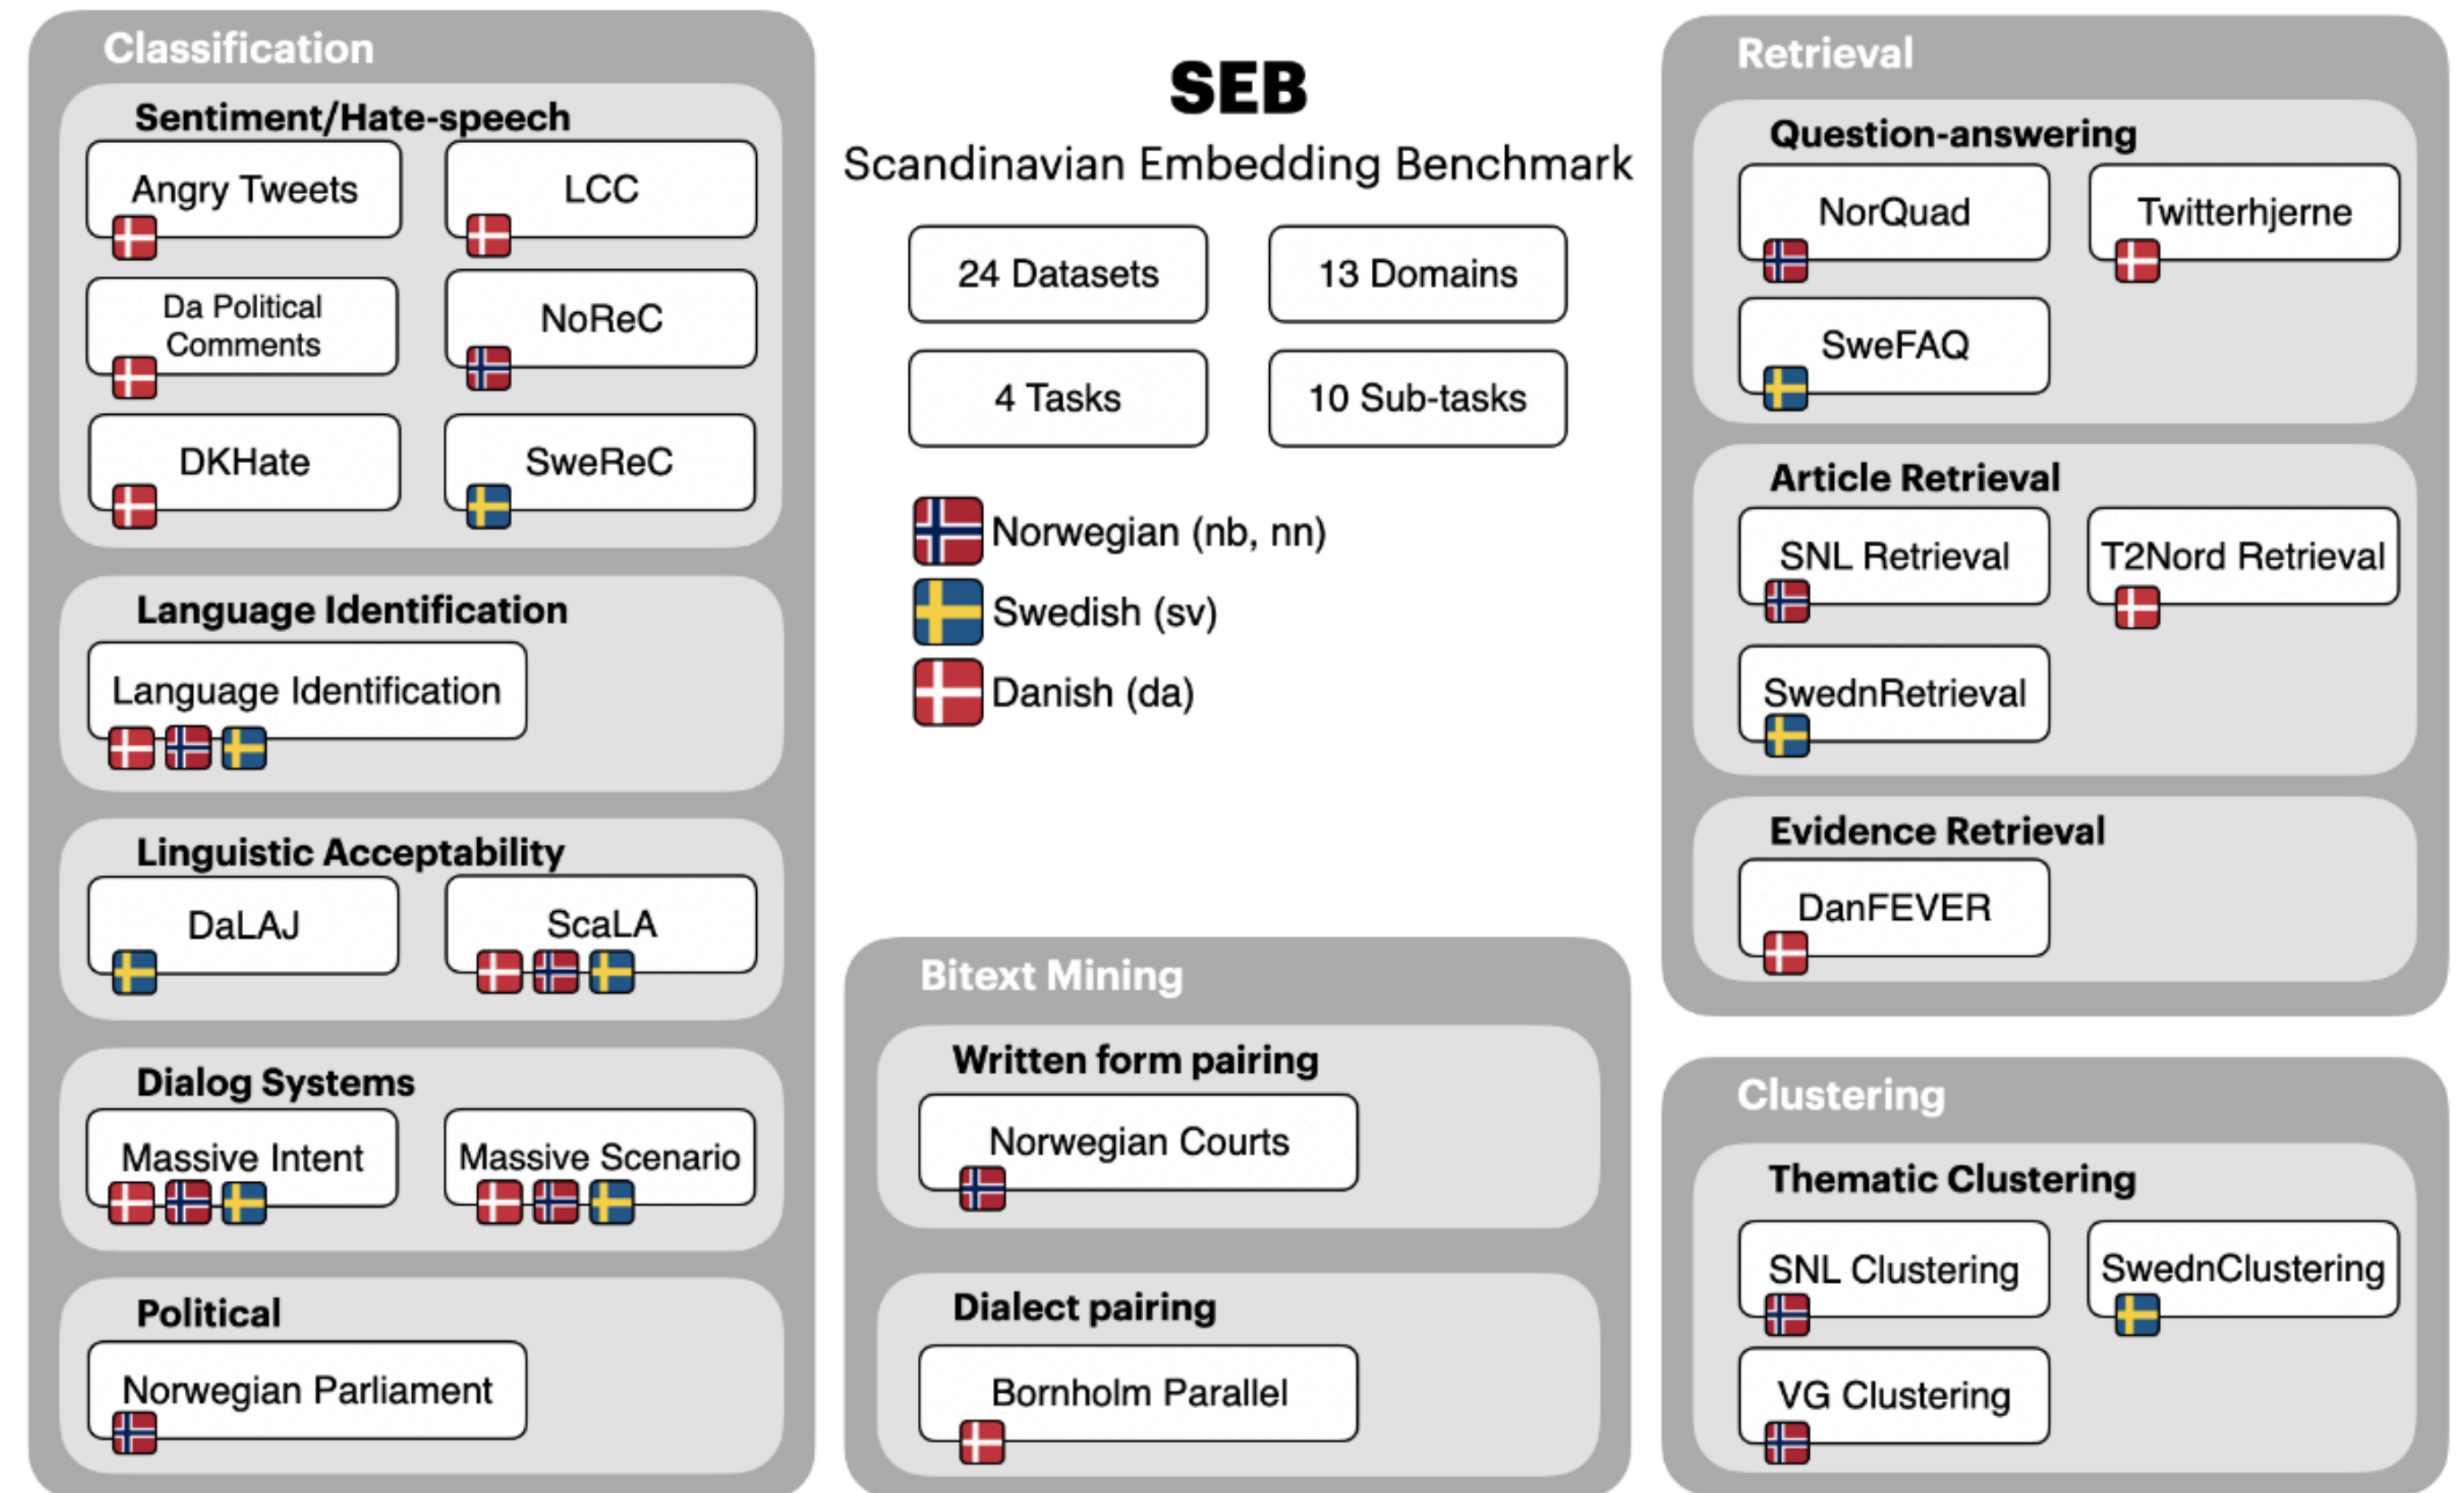 Classification
Sentiment/Hate-speech
Angry Tweets
LCC
Da Political
Comments
NoReC
DKHate
SweReC
Language Identification
Language Identification
Linguistic Acceptability
DaLAJ
ScaLA
Dialog Systems
Massive Intent
Massive Scenario
Political
Norwegian Parliament
SEB
Scandinavian Embedding Benchmark
24 Datasets
13 Domains
4 Tasks
10 Sub-tasks
Norwegian (nb, nn)
Swedish (sv)
Danish (da)
Bitext Mining
Written form pairing
Norwegian Courts
Dialect pairing
Bornholm Parallel
Retrieval
Question-answering
NorQuad
Twitterhjerne
SweFAQ
Article Retrieval
SNL Retrieval
T2Nord Retrieval
SwednRetrieval
Evidence Retrieval
DanFEVER
Clustering
Thematic Clustering
SNL Clustering
SwednClustering
VG Clustering